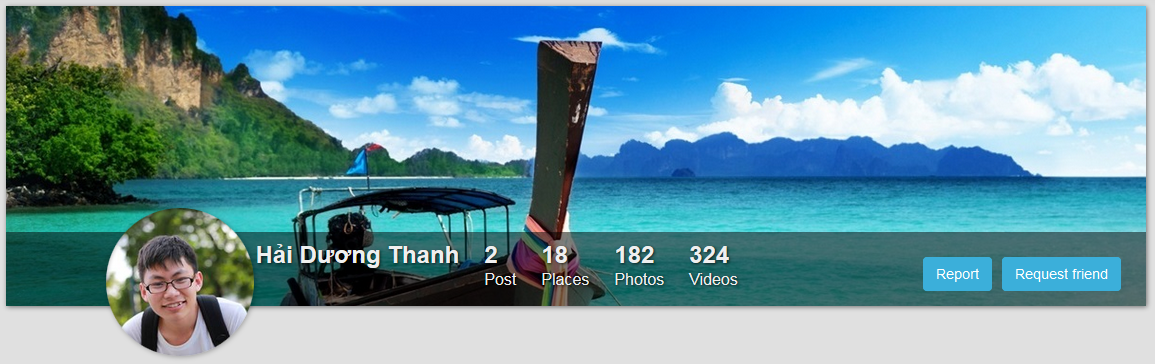 Hải Dương Thanh
2 18 182 324
Post Places Photos Videos
Report Request friend